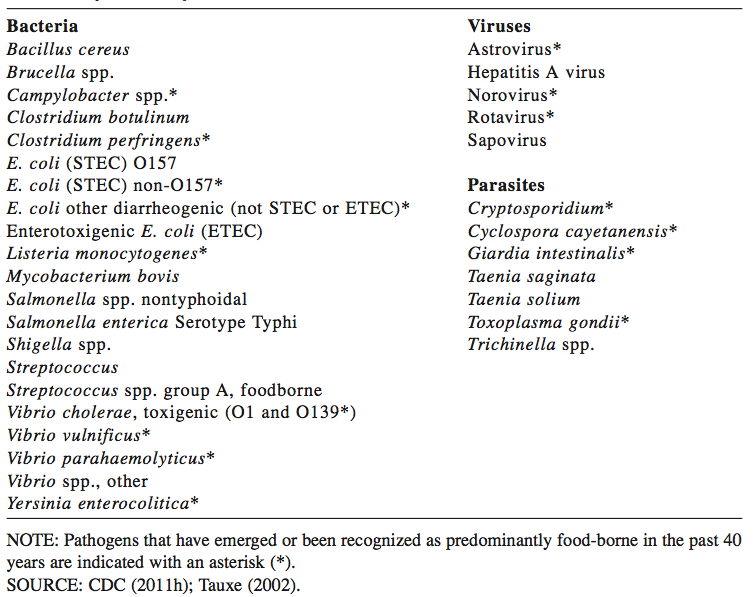 Bacteria
Bacillus cereus
Brucella spp.
Campylobacter spp.*
Clostridium botulinum
Clostridium perfringens*
E. coli (STEC) O157
E. coli (STEC) non-O157*
E. coli other diarrheogenic (not STEC or ETEC)*
Enterotoxigenic E. coli (ETEC)
Listeria monocytogenes*
Mycobacterium bovis
Salmonella spp. nontyphoidal
Salmonella enterica Serotype Typhi
Shigella spp.
Streptococcus
Streptococcus spp. group A, foodborne
Vibrio cholerae, toxigenic (O1 and O139*)
Vibrio vulnificus*
Vibrio parahaemolyticus*
Vibrio spp., other
Yersinia enterocolitica*
Viruses
Astrovirus*
Hepatitis A virus
Norovirus*
Rotavirus*
Sapovirus
Parasites
Cryptosporidium*
Cyclospora cayetanensis*
Giardia intestinalis*
Taenia saginata
Taenia solium
Toxoplasma gondii*
Trichinella spp.
NOTE: Pathogens that have emerged or been recognized as predominantly food-borne in the past 40
years are indicated with an asterisk (*).
SOURCE: CDC (2011h); Tauxe (2002).